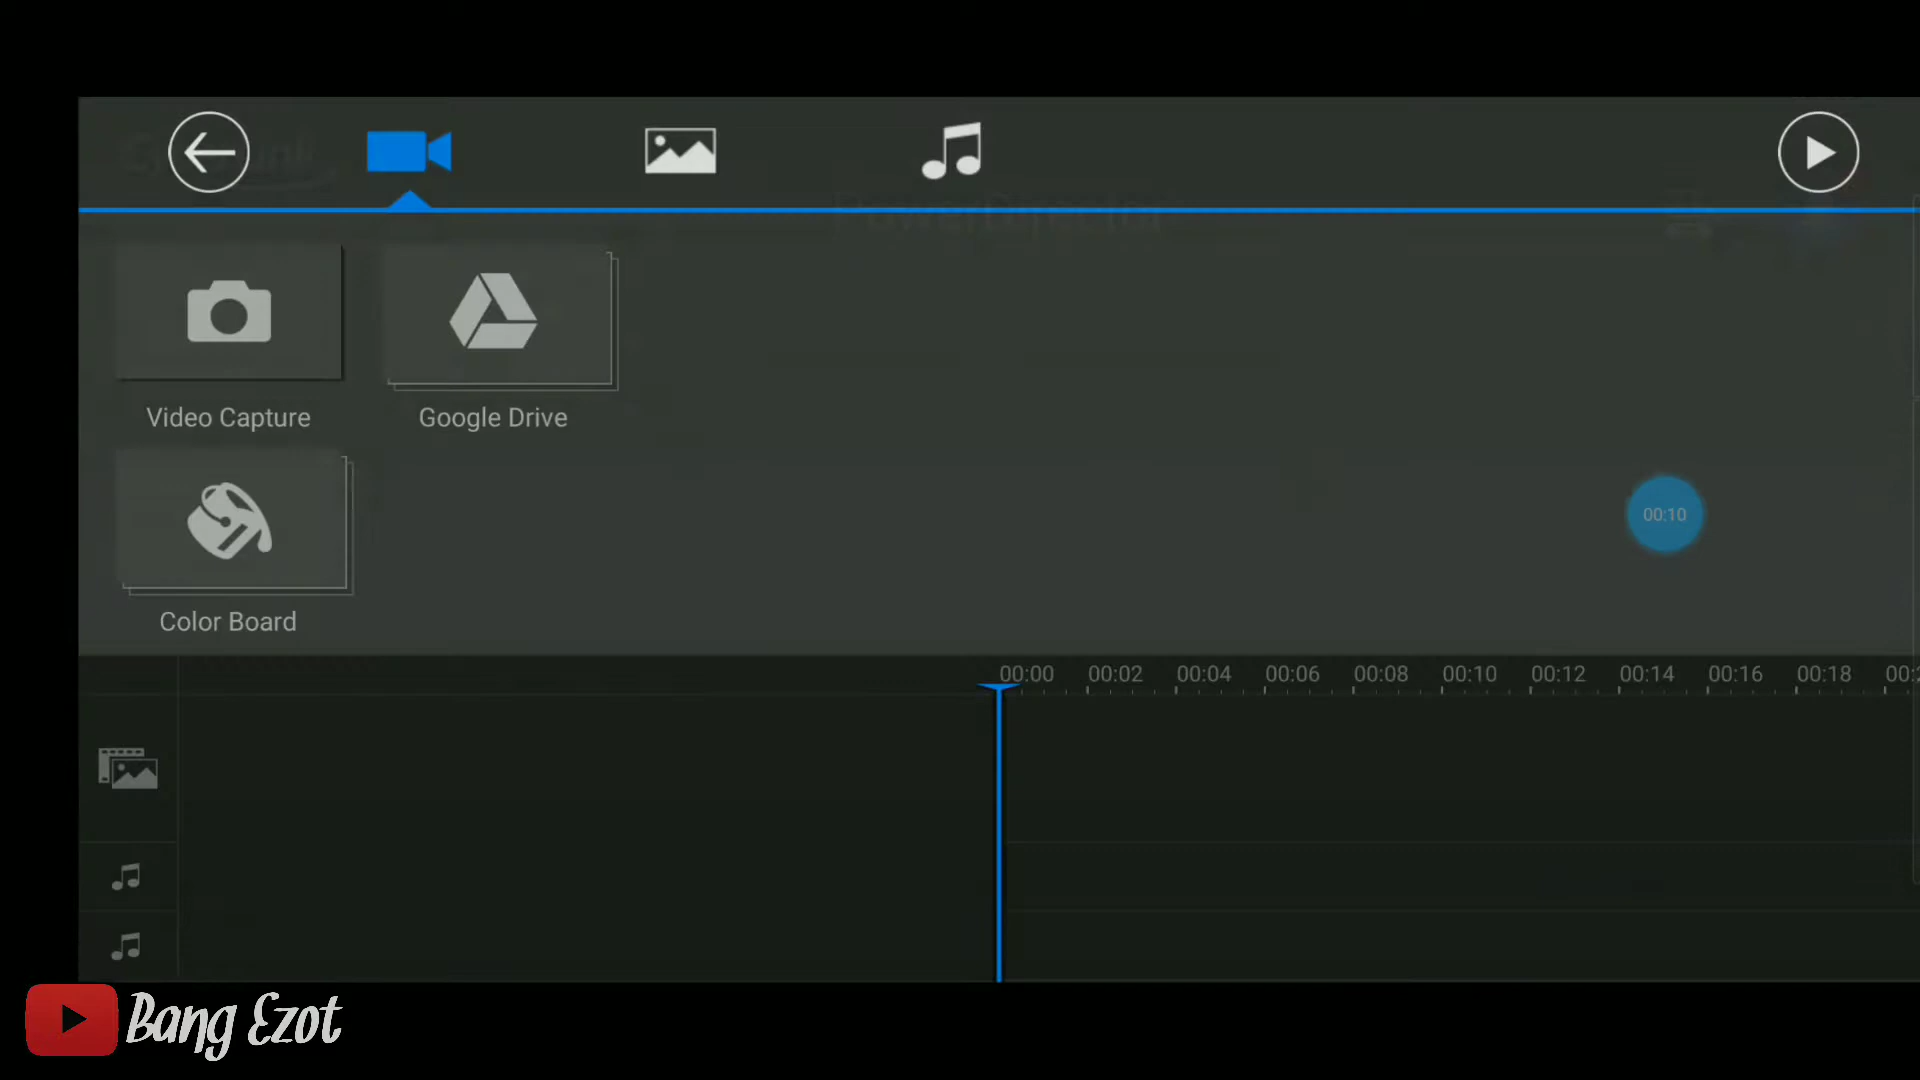 PowerDirector
Video Capture
Google Drive
Color Board
00:10
00:00 00:02 00:04 00:06 00:08 00:10 00:12 00:14 00:16 00:18
Bang Ezot